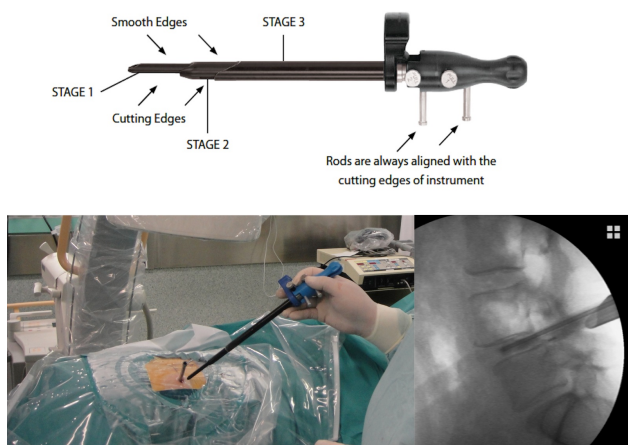 Smooth Edges
STAGE 3
STAGE 1
Cutting Edges
STAGE 2
Rods are always aligned with the
cutting edges of instrument